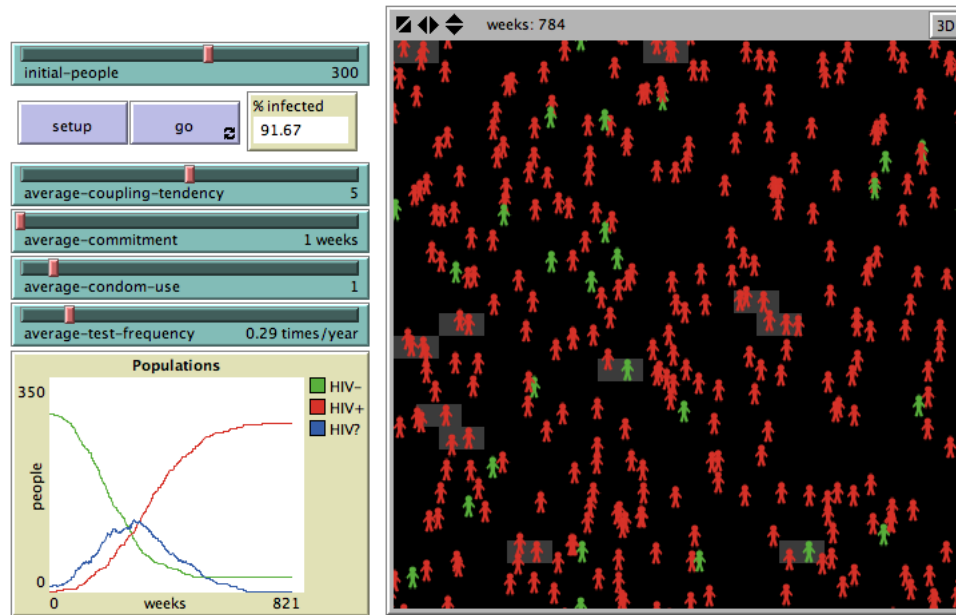 weeks: 784
3D
initial-people 300
setup
go
% infected
91.67
average-coupling-tendency 5
average-commitment 1 weeks
average-condom-use 1
average-test-frequency 0.29 times/year
Populations
350
HIV-
HIV+
HIV?
people
0
0 weeks 821